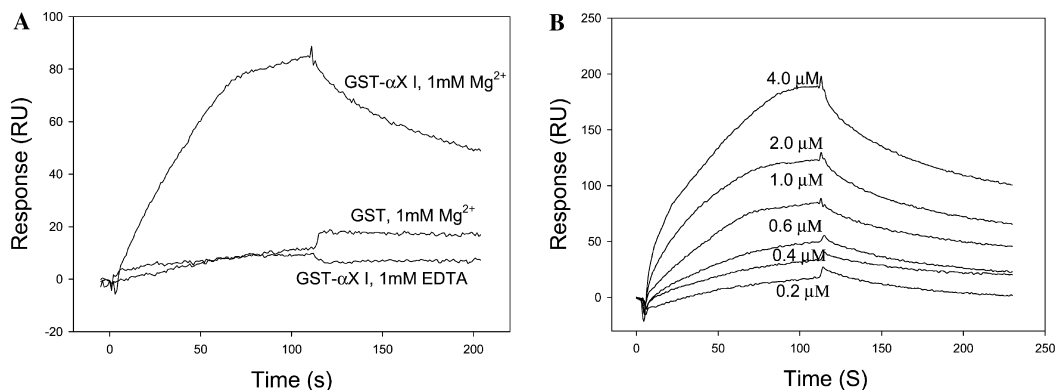 A
100
80
60
40
20
0
-20
0
50
100
150
200
Response (RU)
Time (s)
GST-αX I, 1mM Mg²⁺
GST, 1mM Mg²⁺
GST-αX I, 1mM EDTA
B
250
200
150
100
50
0
0
50
100
150
200
250
Response (RU)
Time (S)
4.0 μM
2.0 μM
1.0 μM
0.6 μM
0.4 μM
0.2 μM